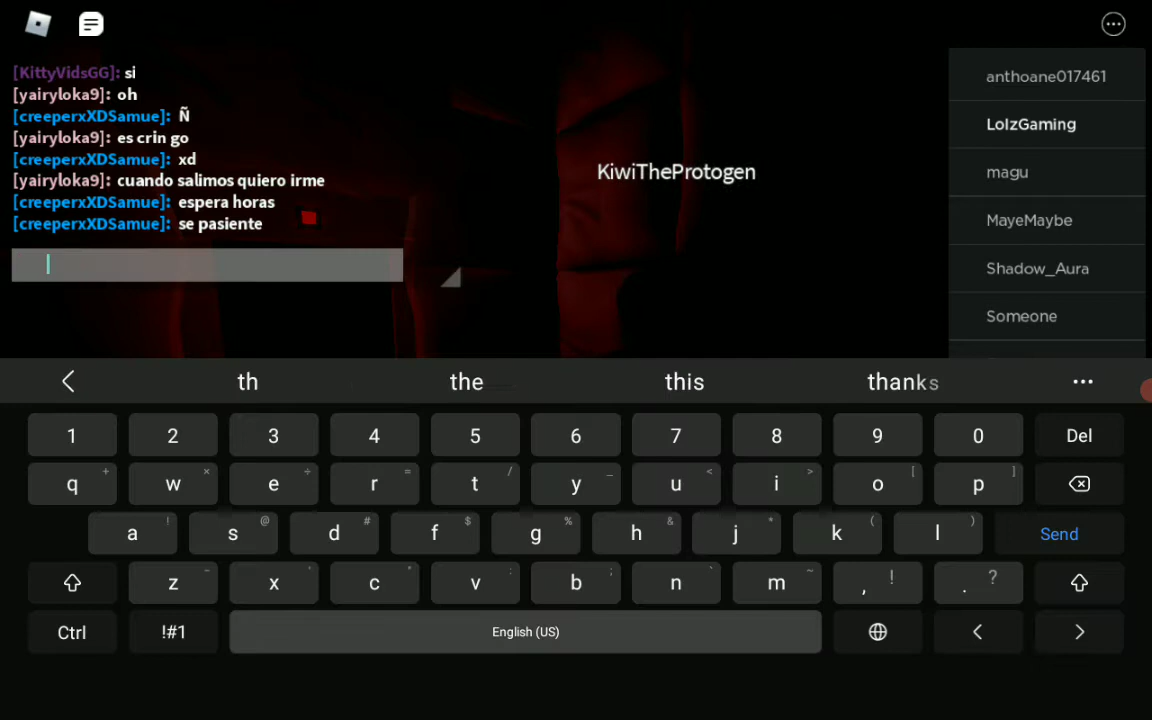 [KittyVidsGG]: si
[yairyloka9]: oh
[creeperxXDSamue]: Ñ
[yairyloka9]: es crin go
[creeperxXDSamue]: xd
[yairyloka9]: cuando salimos quiero irme
[creeperxXDSamue]: espera horas
[creeperxXDSamue]: se pasiente
KiwiTheProtogen
anthoane017461
LolzGaming
magu
MayeMaybe
Shadow_Aura
Someone
th the this thanks
1 2 3 4 5 6 7 8 9 0 Del
q + w × e ÷ r = t / y _ u < i > o [ p ]
a ! s @ d # f $ g % h & j * k ( l ) Send
z - x ' c " v : b ; n ` m ~ , ! . ?
Ctrl !#1 English (US) < >